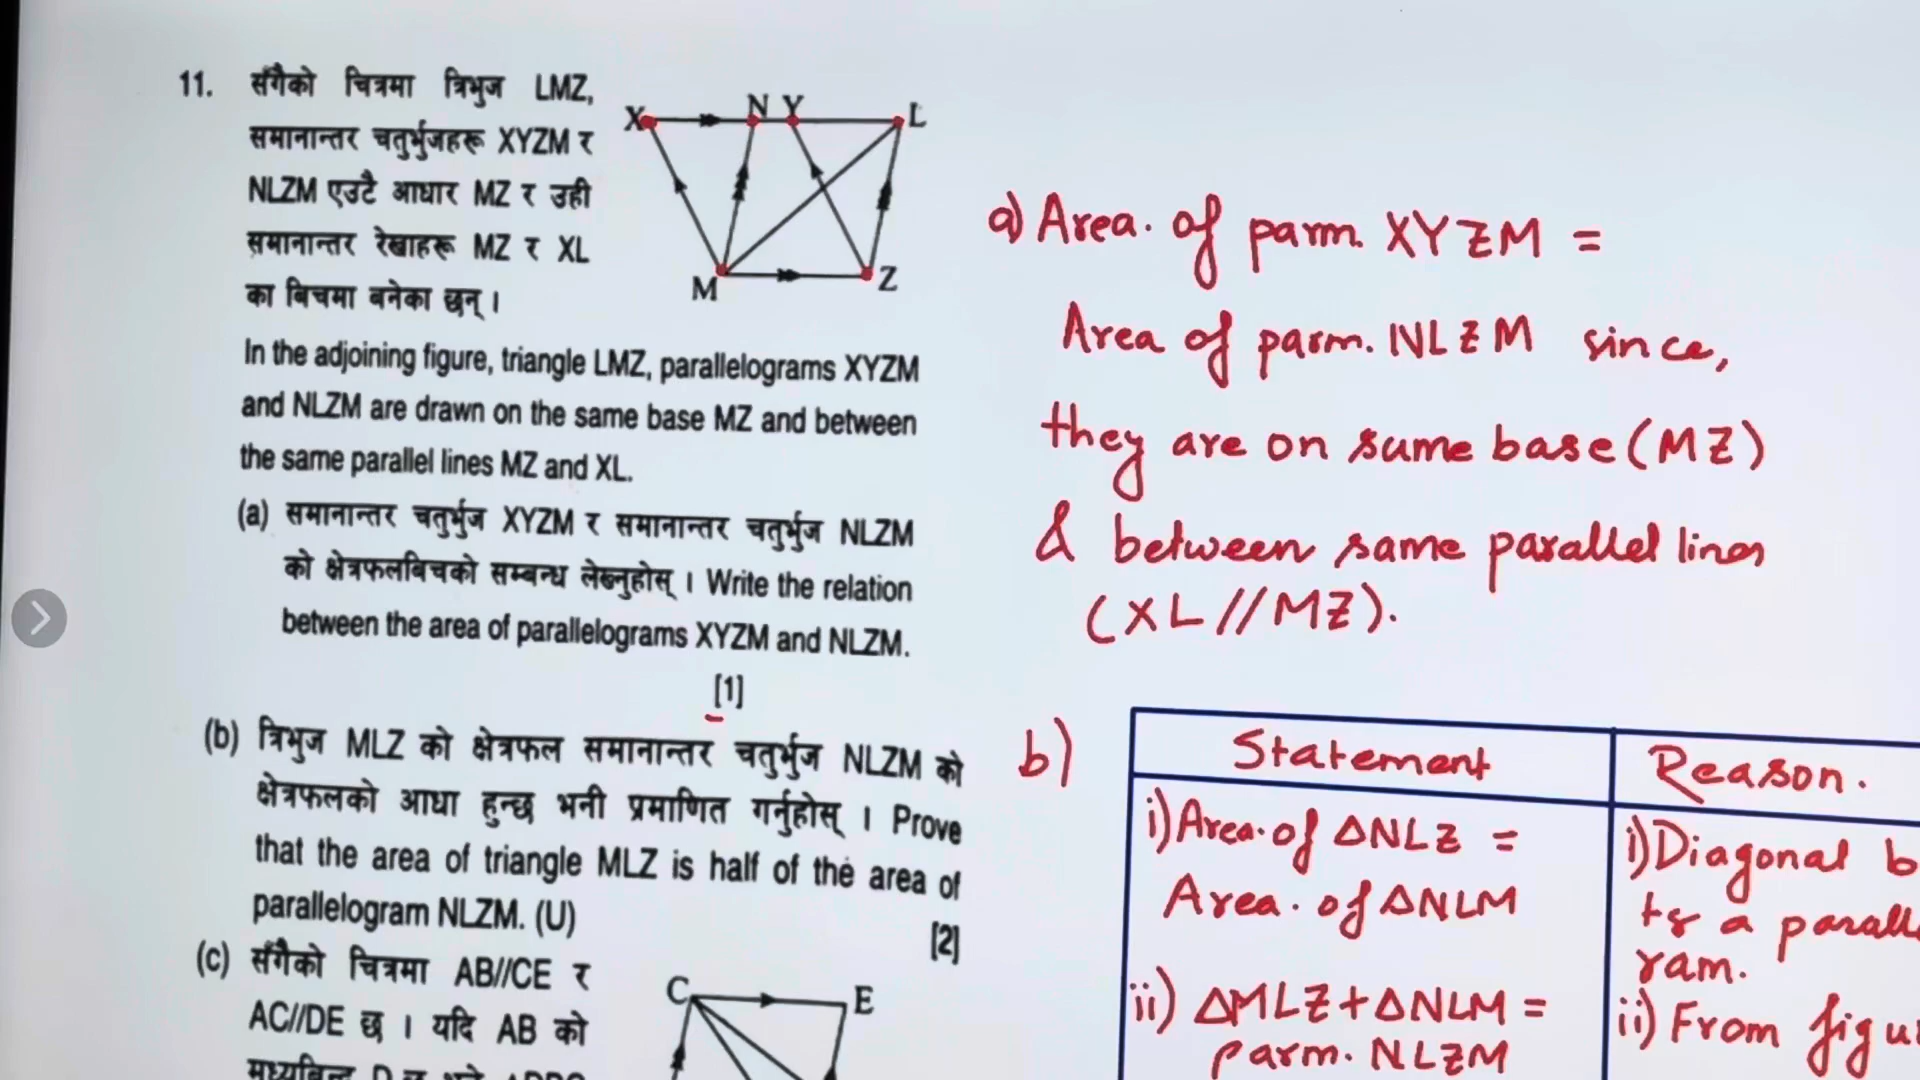 11. सँगैको चित्रमा त्रिभुज LMZ,
समानान्तर चतुर्भुजहरू XYZM र
NLZM एउटै आधार MZ र उही
समानान्तर रेखाहरू MZ र XL
का बिचमा बनेका छन् ।
X N Y L
M Z
In the adjoining figure, triangle LMZ, parallelograms XYZM
and NLZM are drawn on the same base MZ and between
the same parallel lines MZ and XL.
(a) समानान्तर चतुर्भुज XYZM र समानान्तर चतुर्भुज NLZM
को क्षेत्रफलबिचको सम्बन्ध लेख्नुहोस् । Write the relation
between the area of parallelograms XYZM and NLZM.
[1]
(b) त्रिभुज MLZ को क्षेत्रफल समानान्तर चतुर्भुज NLZM को
क्षेत्रफलको आधा हुन्छ भनी प्रमाणित गर्नुहोस् । Prove
that the area of triangle MLZ is half of the area of
parallelogram NLZM. (U) [2]
(c) सँगैको चित्रमा AB//CE र
AC//DE छ । यदि AB को
C E
a) Area. of parm. XYZM =
Area of parm. NLZM since,
they are on same base (MZ)
& between same parallel lines
(XL//MZ).
b) Statement Reason.
i) Area. of ΔNLZ =
Area. of ΔNLM
ii) ΔMLZ + ΔNLM =
parm. NLZM
i) Diagonal b
ts a parall
ram.
ii) From figu